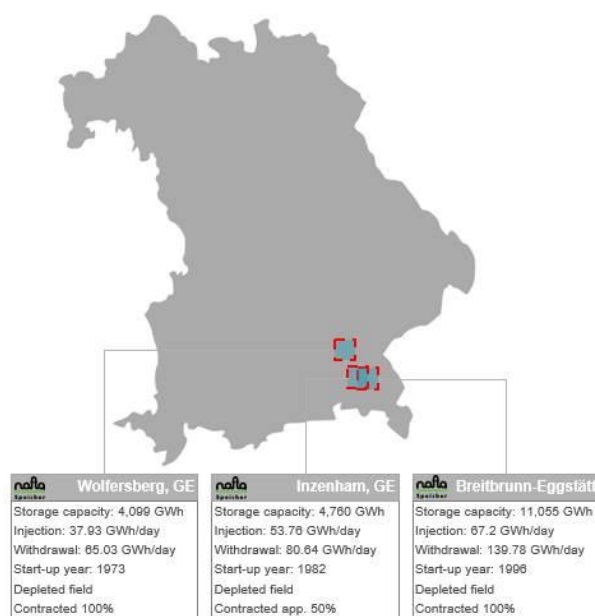 nafta
Speicher
Wolfersberg, GE
Storage capacity: 4,099 GWh
Injection: 37.93 GWh/day
Withdrawal: 65.03 GWh/day
Start-up year: 1973
Depleted field
Contracted 100%
nafta
Speicher
Inzenham, GE
Storage capacity: 4,760 GWh
Injection: 53.76 GWh/day
Withdrawal: 80.64 GWh/day
Start-up year: 1982
Depleted field
Contracted app. 50%
nafta
Speicher
Breitbrunn-Eggstätt
Storage capacity: 11,055 GWh
Injection: 67.2 GWh/day
Withdrawal: 139.78 GWh/day
Start-up year: 1996
Depleted field
Contracted 100%